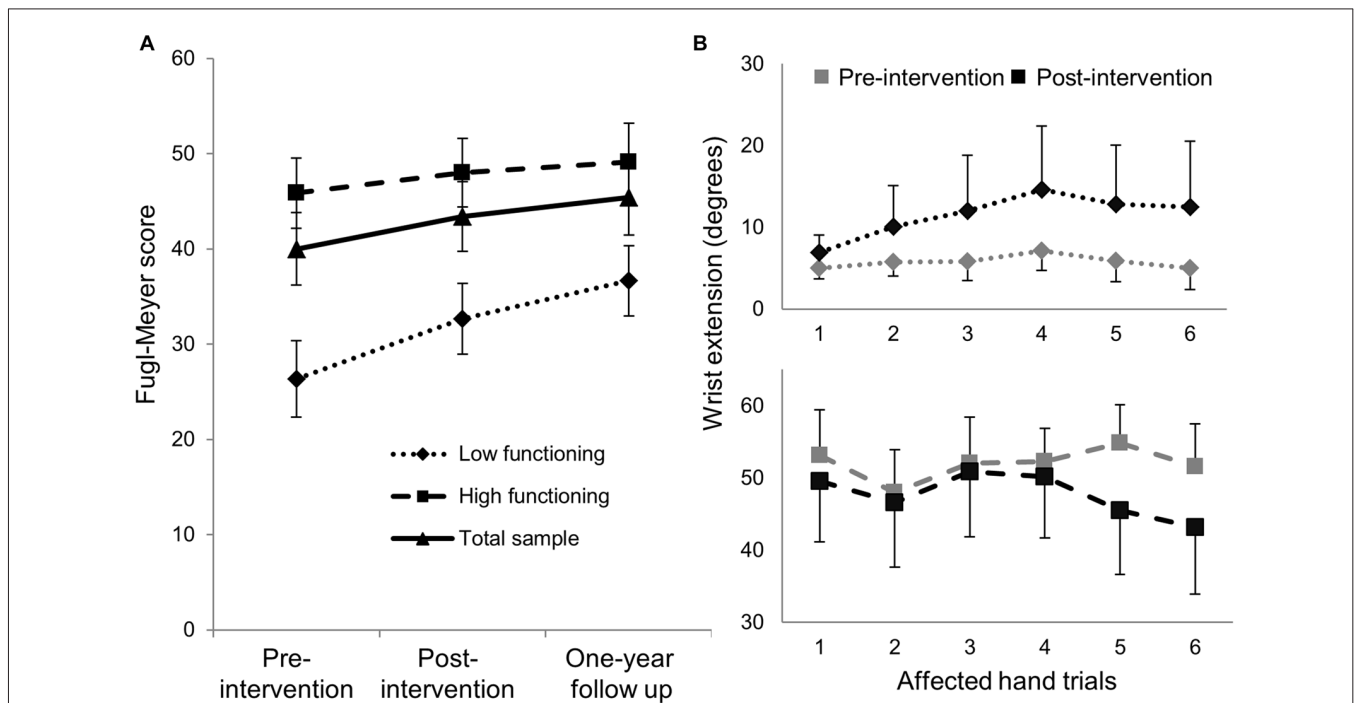 A
60
50
40
30
20
10
0
Fugl-Meyer score
Low functioning
High functioning
Total sample
Pre-
intervention
Post-
intervention
One-year
follow up
B
30
20
10
0
Pre-intervention
Post-intervention
1 2 3 4 5 6
Wrist extension (degrees)
60
50
40
30
1 2 3 4 5 6
Affected hand trials